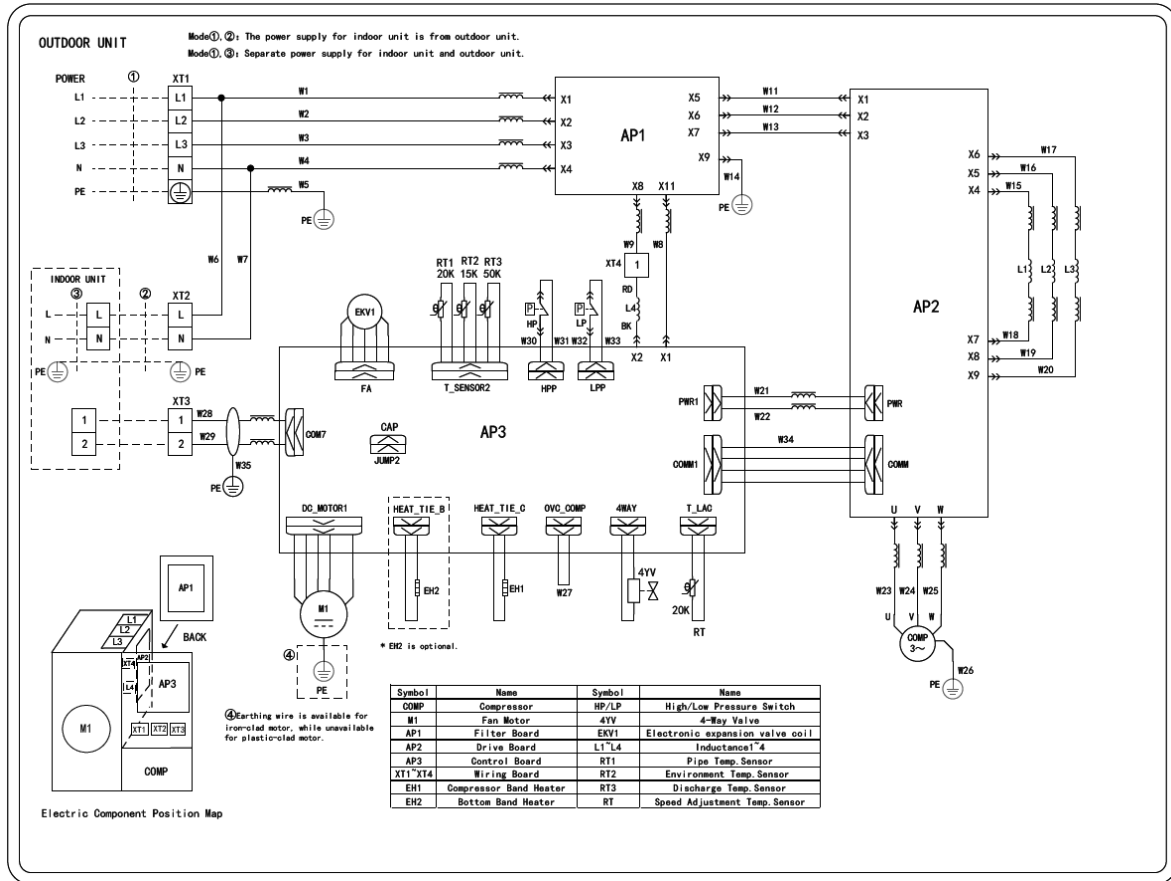 OUTDOOR UNIT
Mode①,②: The power supply for indoor unit is from outdoor unit.
Mode①,③: Separate power supply for indoor unit and outdoor unit.
POWER ① XT1
L1 L1 W1 X1 X5 W11 X1
L2 L2 W2 X2 X6 W12 X2
L3 L3 W3 X3 AP1 X7 W13 X3
N N W4 X4 X9 W14
PE W5 PE X8 X11 PE
X6 W17
X5 W16
X4 W15
L1 L2 L3
AP2
X7 W18
X8 W19
X9 W20
W6 W7
W9 W8
XT4 1
RD
L4
BK
X2 X1
INDOOR UNIT
③ ② XT2
L L L
N N N
PE PE
XT3
1 1 W28
2 2 W29
W35
PE
COM7
EKV1
FA
RT1 RT2 RT3
20K 15K 50K
T_SENSOR2
P HP
W30 W31
HPP
P LP
W32 W33
LPP
AP3
CAP
JUMP2
PWR1 W21 W22 PWR
COMM1 W34 COMM
DC_MOTOR1 HEAT_TIE_B HEAT_TIE_C OVC_COMP 4WAY T_LAC
M1
④
PE
EH2
EH1
W27
4YV
20K
RT
* EH2 is optional.
U V W
W23 W24 W25
U V W
COMP
3~
W26
PE
AP1
BACK
L1
L2
L3
XT4 AP2
L4 AP3
M1
XT1 XT2 XT3
COMP
Electric Component Position Map
④Earthing wire is available for
iron-clad motor, while unavailable
for plastic-clad motor.
Symbol Name Symbol Name
COMP Compressor HP/LP High/Low Pressure Switch
M1 Fan Motor 4YV 4-Way Valve
AP1 Filter Board EKV1 Electronic expansion valve coil
AP2 Drive Board L1~L4 Inductance1~4
AP3 Control Board RT1 Pipe Temp.Sensor
XT1~XT4 Wiring Board RT2 Environment Temp.Sensor
EH1 Compressor Band Heater RT3 Discharge Temp.Sensor
EH2 Bottom Band Heater RT Speed Adjustment Temp.Sensor